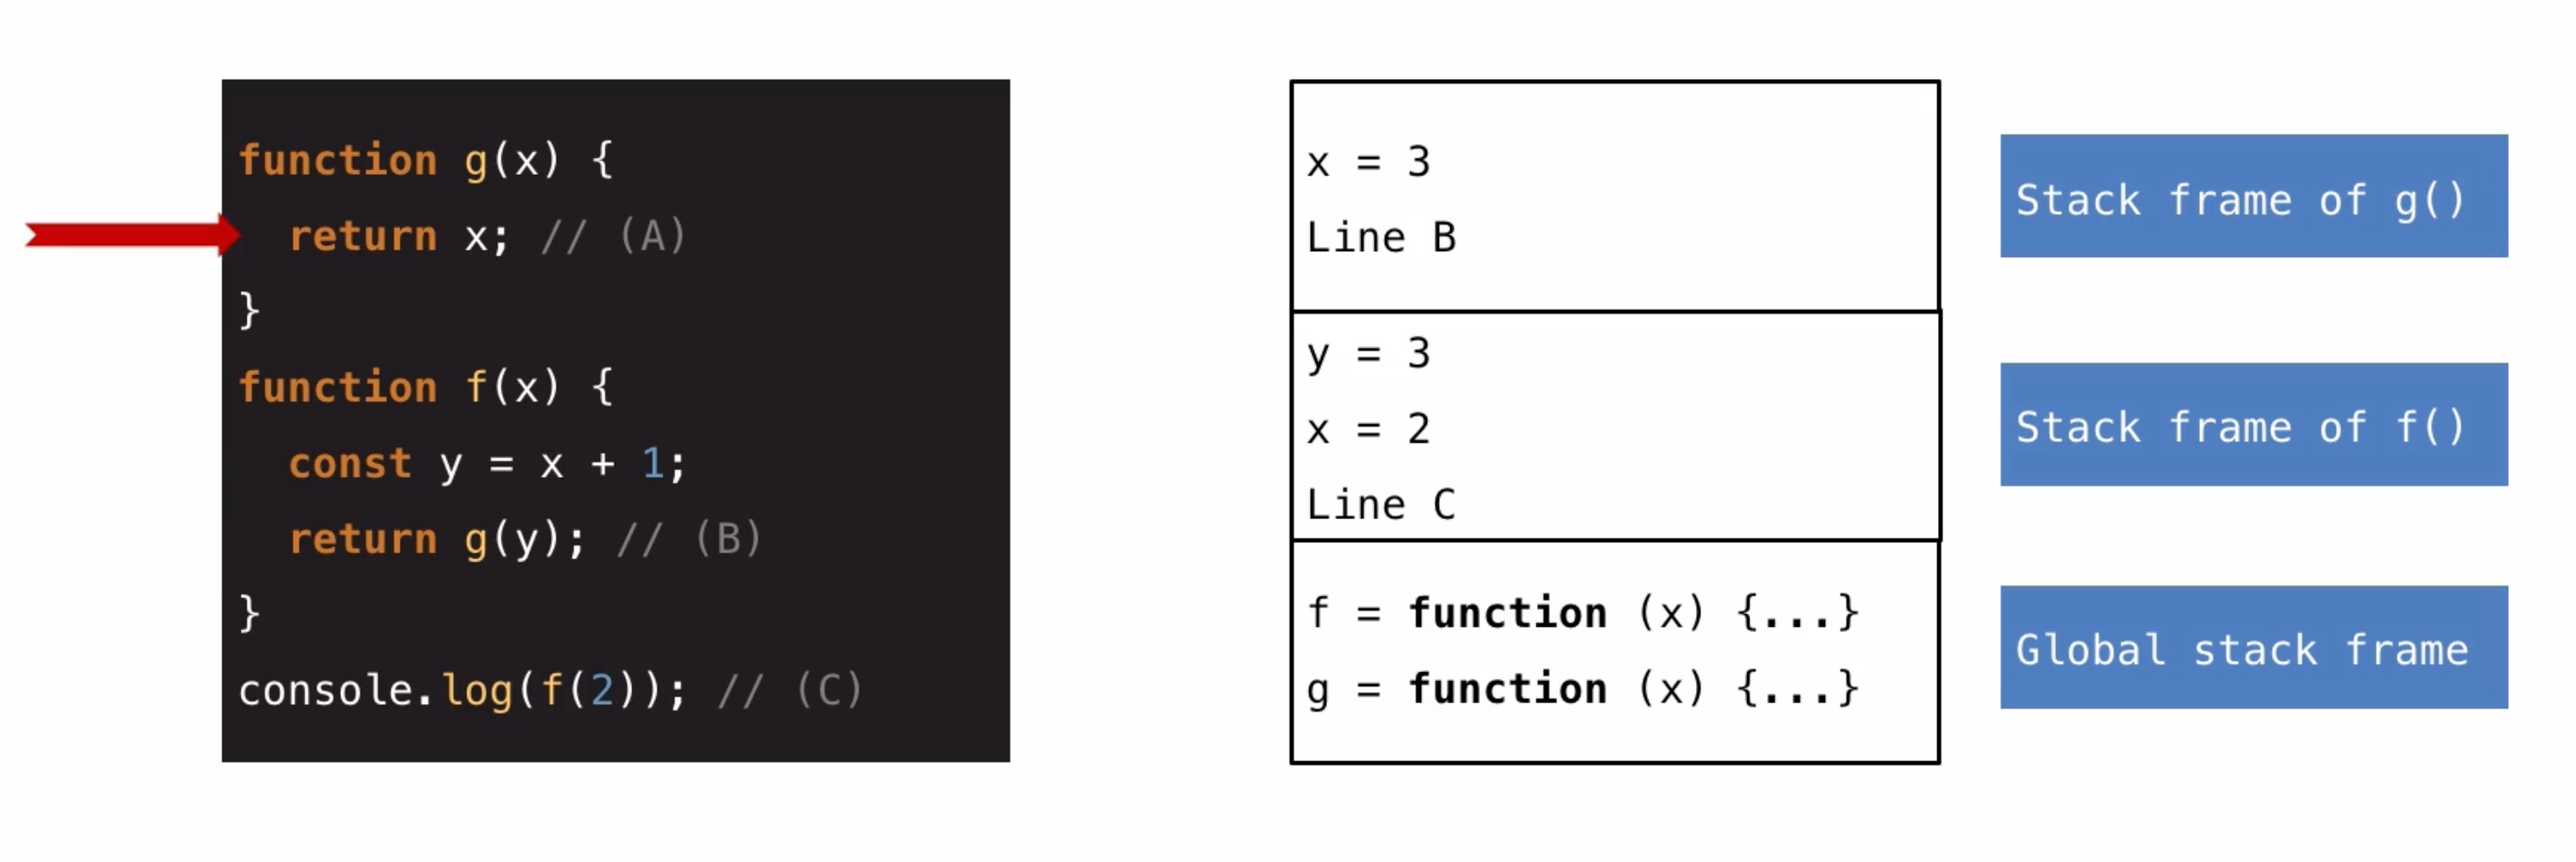 function g(x) {
  return x; // (A)
}
function f(x) {
  const y = x + 1;
  return g(y); // (B)
}
console.log(f(2)); // (C)
x = 3
Line B
y = 3
x = 2
Line C
f = function (x) {...}
g = function (x) {...}
Stack frame of g()
Stack frame of f()
Global stack frame